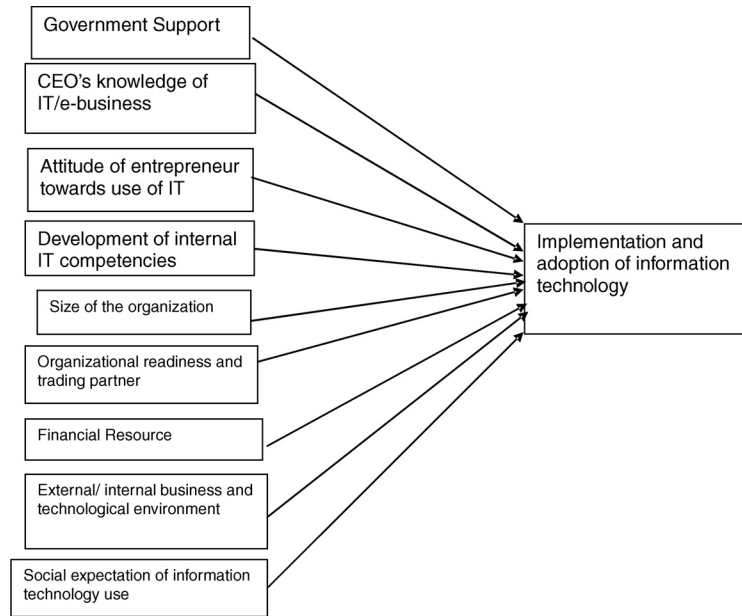 Government Support
CEO's knowledge of
IT/e-business
Attitude of entrepreneur
towards use of IT
Development of internal
IT competencies
Size of the organization
Organizational readiness and
trading partner
Financial Resource
External/ internal business and
technological environment
Social expectation of information
technology use
Implementation and
adoption of information
technology